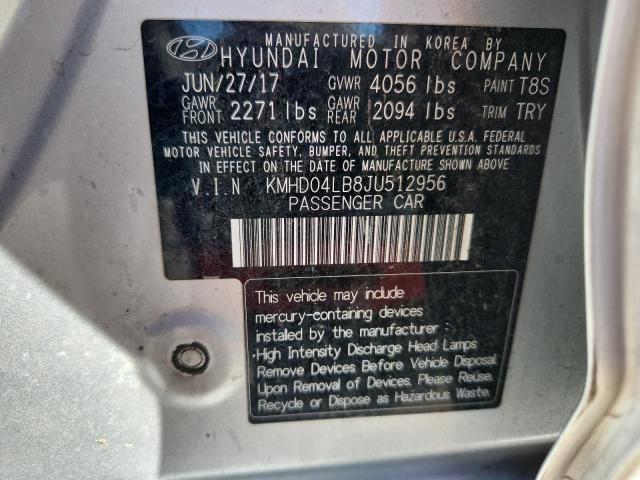 MANUFACTURED IN KOREA BY
HYUNDAI MOTOR COMPANY
JUN/27/17 GVWR 4056 lbs PAINT T8S
GAWR FRONT 2271 lbs GAWR REAR 2094 lbs TRIM TRY
THIS VEHICLE CONFORMS TO ALL APPLICABLE U.S.A. FEDERAL
MOTOR VEHICLE SAFETY, BUMPER, AND THEFT PREVENTION STANDARDS
IN EFFECT ON THE DATE OF MANUFACTURE SHOWN ABOVE
V.I.N KMHD04LB8JU512956
PASSENGER CAR
This vehicle may include
mercury-containing devices
installed by the manufacturer :
• High Intensity Discharge Head Lamps
Remove Devices Before Vehicle Disposal.
Upon Removal of Devices. Please Reuse,
Recycle or Dispose as Hazardous Waste.